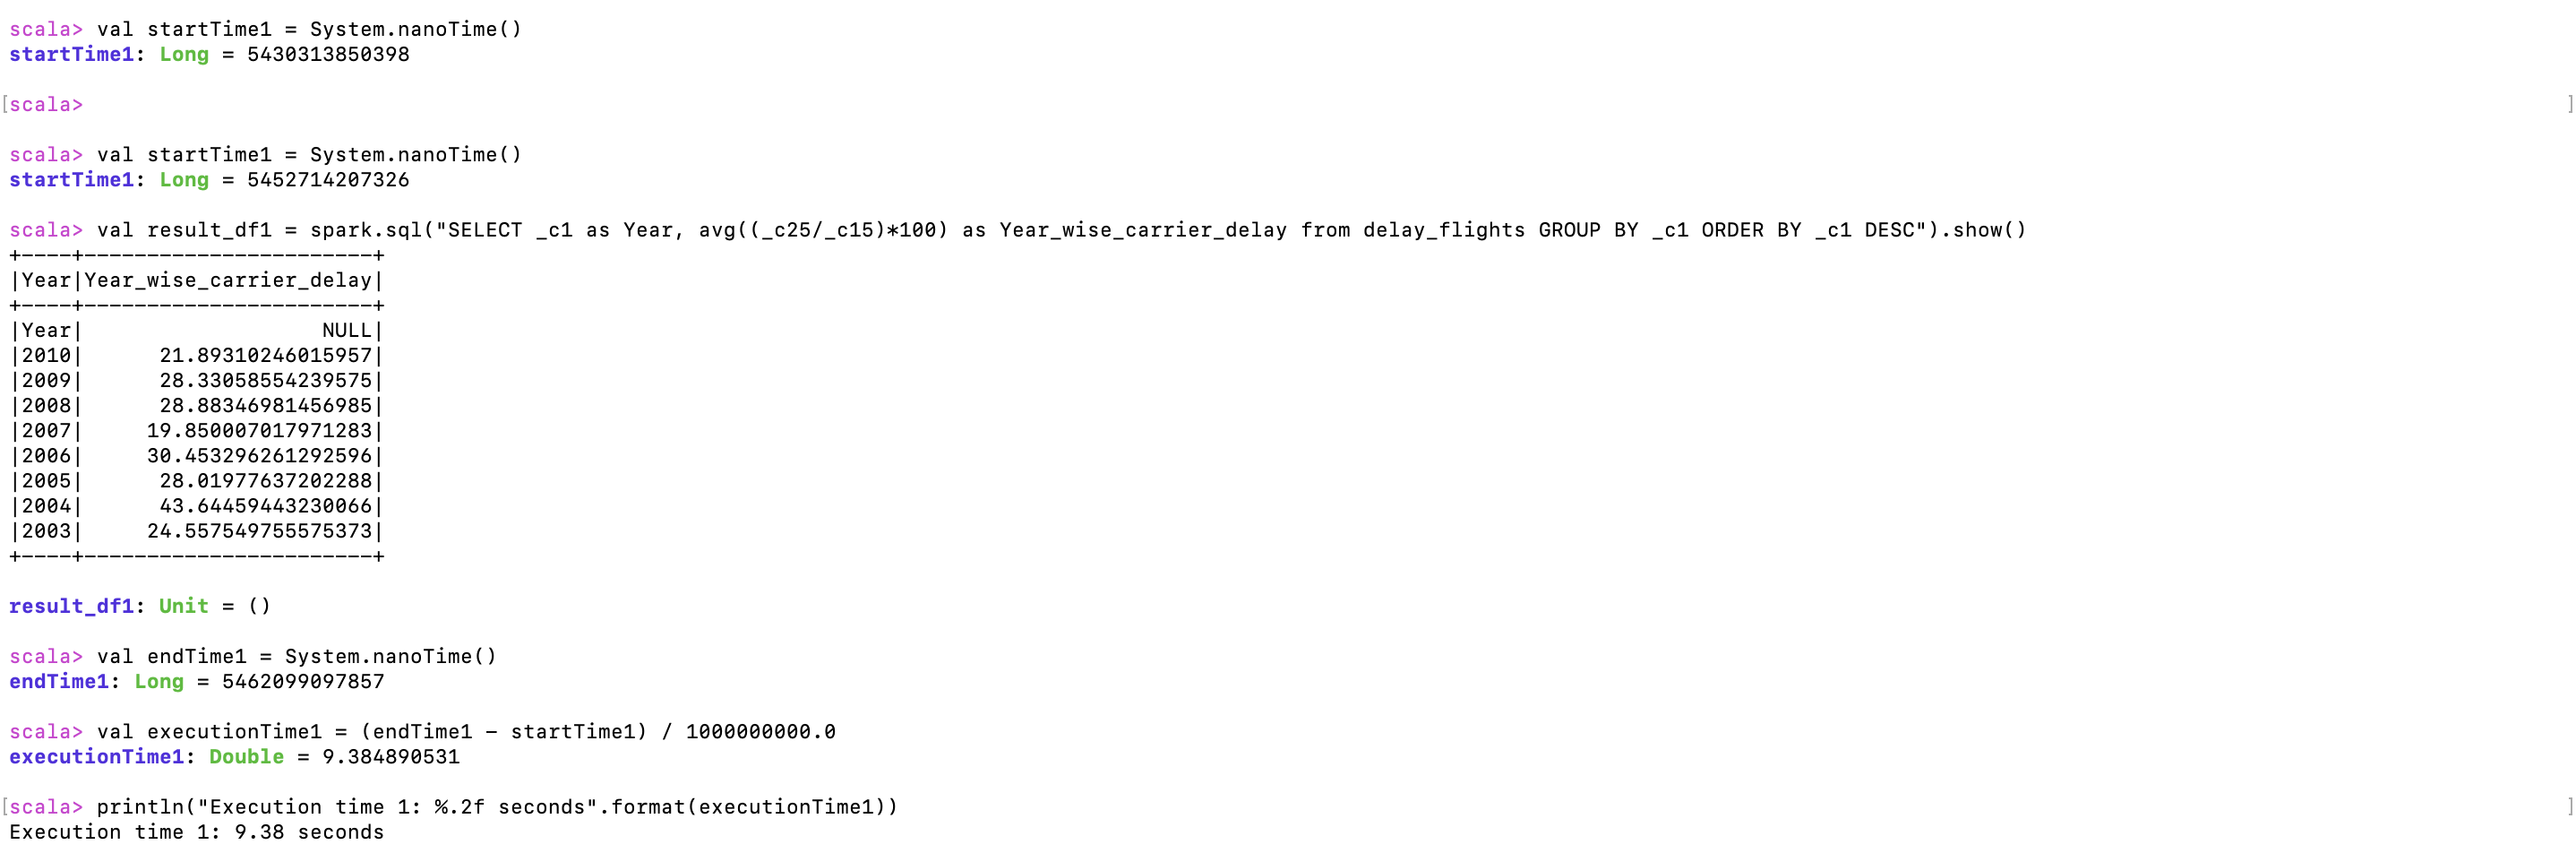 scala> val startTime1 = System.nanoTime()
startTime1: Long = 5430313850398
[scala> ]
scala> val startTime1 = System.nanoTime()
startTime1: Long = 5452714207326
scala> val result_df1 = spark.sql("SELECT _c1 as Year, avg((_c25/_c15)*100) as Year_wise_carrier_delay from delay_flights GROUP BY _c1 ORDER BY _c1 DESC").show()
+----+-----------------------+
|Year|Year_wise_carrier_delay|
+----+-----------------------+
|Year|                   NULL|
|2010|      21.89310246015957|
|2009|      28.33058554239575|
|2008|      28.88346981456985|
|2007|     19.850007017971283|
|2006|     30.453296261292596|
|2005|      28.01977637202288|
|2004|      43.64459443230066|
|2003|     24.557549755575373|
+----+-----------------------+
result_df1: Unit = ()
scala> val endTime1 = System.nanoTime()
endTime1: Long = 5462099097857
scala> val executionTime1 = (endTime1 - startTime1) / 1000000000.0
executionTime1: Double = 9.384890531
[scala> println("Execution time 1: %.2f seconds".format(executionTime1)) ]
Execution time 1: 9.38 seconds